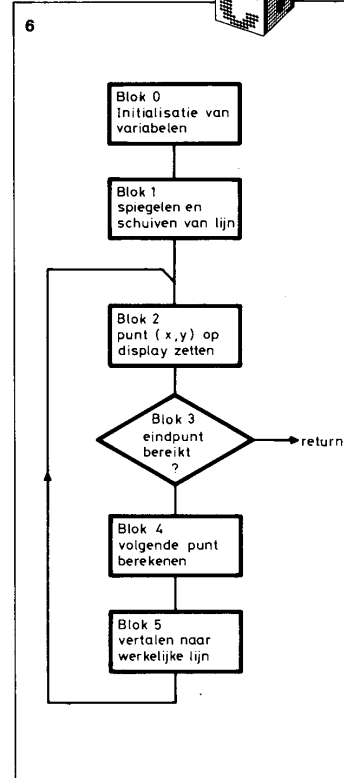 6
Blok 0
Initialisatie van
variabelen
Blok 1
spiegelen en
schuiven van lijn
Blok 2
punt (x,y) op
display zetten
Blok 3
eindpunt
bereikt
?
return
Blok 4
volgende punt
berekenen
Blok 5
vertalen naar
werkelijke lijn